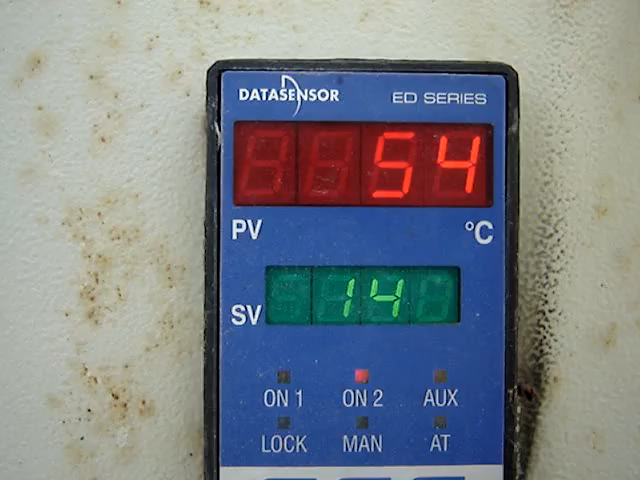 DATASENSOR ED SERIES
54
PV °C
14
SV
ON 1 ON 2 AUX
LOCK MAN AT